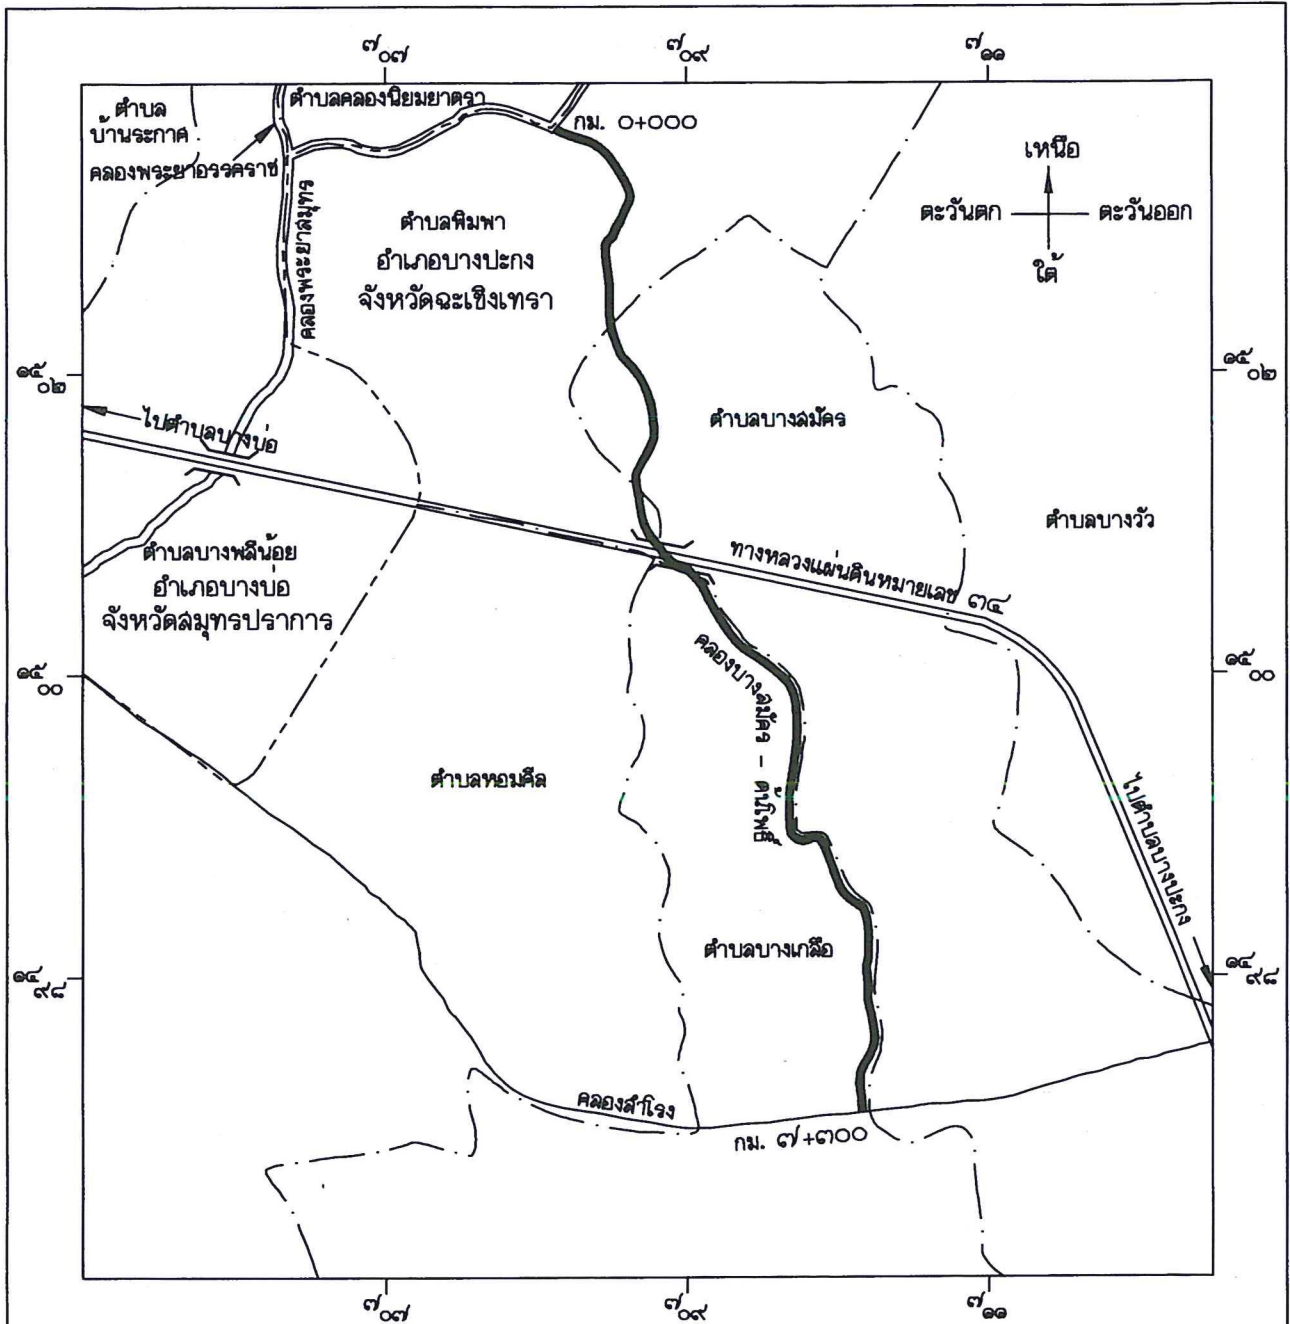 ๗๐๗ ๗๐๙ ๗๑๑
ตำบลคลองนิยมยาตรา
ตำบล
บ้านระกาศ
กม. ๐+๐๐๐
คลองพระยาอรรคราช
เหนือ
ตะวันตก ตะวันออก
ใต้
คลองพระยาสมุทร
ตำบลพิมพา
อำเภอบางปะกง
จังหวัดฉะเชิงเทรา
๑๕๐๒ ๑๕๐๒
ไปตำบลบางบ่อ
ตำบลบางสมัคร
ตำบลบางวัว
ตำบลบางพลีน้อย
อำเภอบางบ่อ
จังหวัดสมุทรปราการ
ทางหลวงแผ่นดินหมายเลข ๓๔
๑๕๐๐ ๑๕๐๐
คลองบางสมัคร - ต้นโพธิ์
ตำบลหอมศีล
ไปตำบลบางปะกง
ตำบลบางเกลือ
๑๔๙๘ ๑๔๙๘
คลองสำโรง
กม. ๗+๓๐๐
๗๐๗ ๗๐๙ ๗๑๑